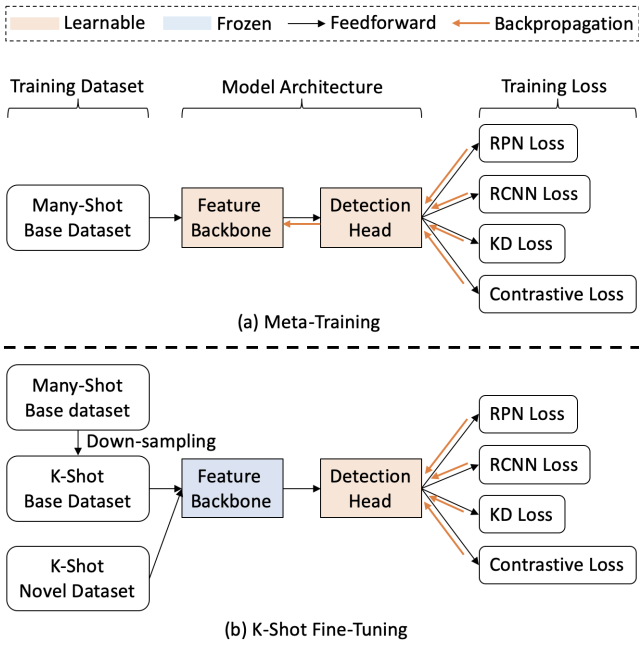 Learnable Frozen Feedforward Backpropagation
Training Dataset Model Architecture Training Loss
Many-Shot
Base Dataset
Feature
Backbone
Detection
Head
RPN Loss
RCNN Loss
KD Loss
Contrastive Loss
(a) Meta-Training
Many-Shot
Base dataset
Down-sampling
K-Shot
Base Dataset
K-Shot
Novel Dataset
Feature
Backbone
Detection
Head
RPN Loss
RCNN Loss
KD Loss
Contrastive Loss
(b) K-Shot Fine-Tuning